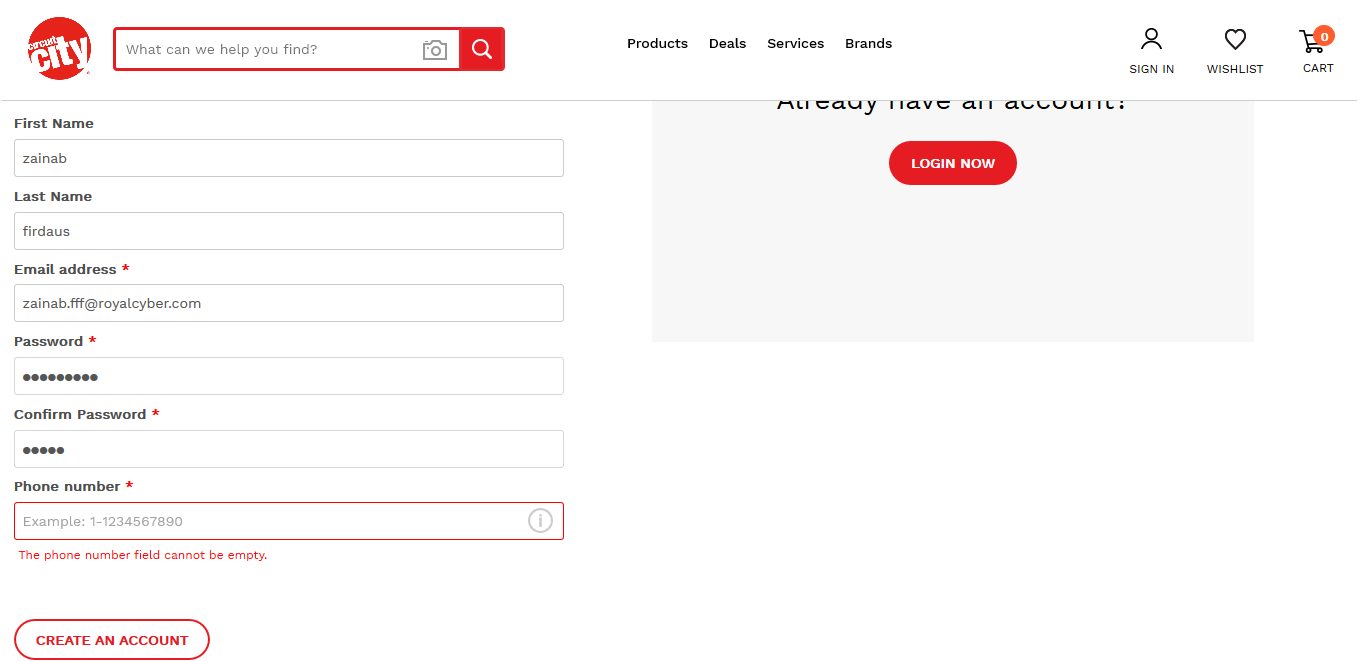 circuit
city
What can we help you find?
Products Deals Services Brands
SIGN IN
WISHLIST
0
CART
First Name
zainab
Last Name
firdaus
Email address *
zainab.fff@royalcyber.com
Password *
●●●●●●●●●
Confirm Password *
●●●●●
Phone number *
Example: 1-1234567890
The phone number field cannot be empty.
CREATE AN ACCOUNT
Already have an account?
LOGIN NOW